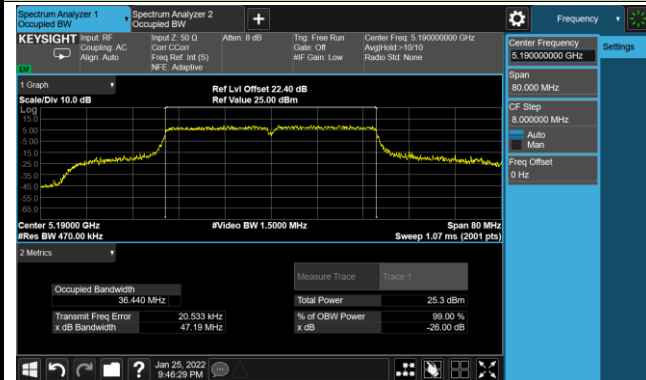 Spectrum Analyzer 1
Occupied BW
Spectrum Analyzer 2
Occupied BW
+
Frequency
KEYSIGHT
Input: RF
Coupling: AC
Align: Auto
Input Z: 50 Ω
Corr CCorr
Freq Ref: Int (S)
NFE: Adaptive
Atten: 8 dB
Trig: Free Run
Gate: Off
#IF Gain: Low
Center Freq: 5.190000000 GHz
Avg|Hold:>10/10
Radio Std: None
Center Frequency
5.190000000 GHz
Settings
Span
80.000 MHz
CF Step
8.000000 MHz
Auto
Man
Freq Offset
0 Hz
1 Graph
Scale/Div 10.0 dB
Ref Lvl Offset 22.40 dB
Ref Value 25.00 dBm
Log
15.0
5.00
-5.00
-15.0
-25.0
-35.0
-45.0
-55.0
-65.0
Center 5.19000 GHz
#Video BW 1.5000 MHz
Span 80 MHz
#Res BW 470.00 kHz
Sweep 1.07 ms (2001 pts)
2 Metrics
Measure Trace
Trace 1
Occupied Bandwidth
36.440 MHz
Total Power
25.3 dBm
Transmit Freq Error
20.533 kHz
% of OBW Power
99.00 %
x dB Bandwidth
47.19 MHz
x dB
-26.00 dB
?
Jan 25, 2022
9:46:29 PM